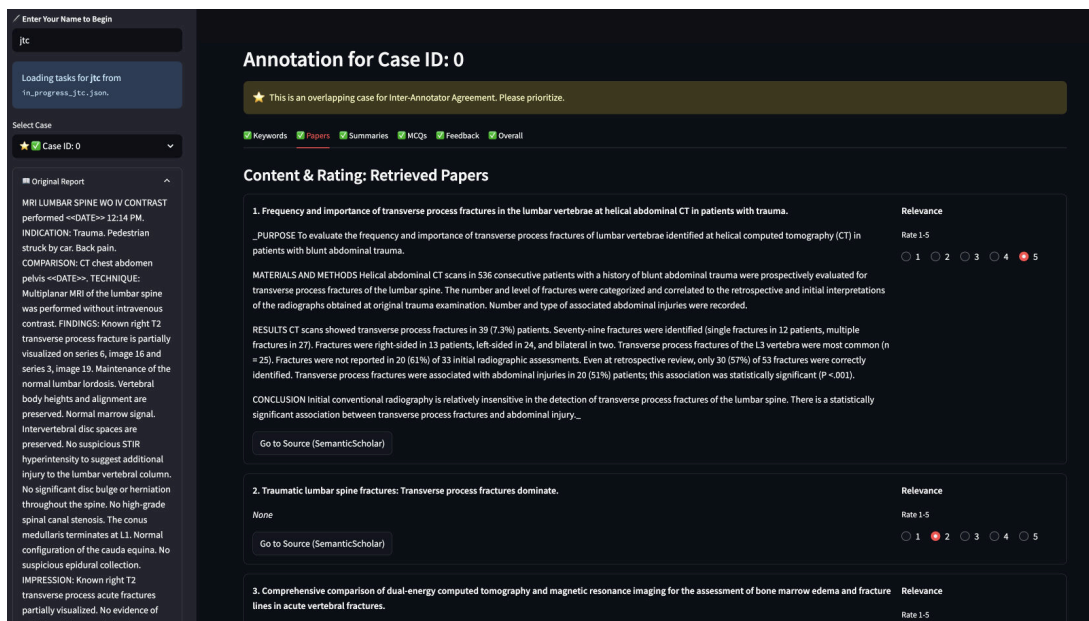 Enter Your Name to Begin
jtc
Loading tasks for jtc from
in_progress_jtc.json.
Select Case
Case ID: 0
Original Report
MRI LUMBAR SPINE WO IV CONTRAST
performed <<DATE>> 12:14 PM.
INDICATION: Trauma. Pedestrian
struck by car. Back pain.
COMPARISON: CT chest abdomen
pelvis <<DATE>>. TECHNIQUE:
Multiplanar MRI of the lumbar spine
was performed without intravenous
contrast. FINDINGS: Known right T2
transverse process fracture is partially
visualized on series 6, image 16 and
series 3, image 19. Maintenance of the
normal lumbar lordosis. Vertebral
body heights and alignment are
preserved. Normal marrow signal.
Intervertebral disc spaces are
preserved. No suspicious STIR
hyperintensity to suggest additional
injury to the lumbar vertebral column.
No significant disc bulge or herniation
throughout the spine. No high-grade
spinal canal stenosis. The conus
medullaris terminates at L1. Normal
configuration of the cauda equina. No
suspicious epidural collection.
IMPRESSION: Known right T2
transverse process acute fractures
partially visualized. No evidence of
Annotation for Case ID: 0
This is an overlapping case for Inter-Annotator Agreement. Please prioritize.
Keywords Papers Summaries MCQs Feedback Overall
Content & Rating: Retrieved Papers
1. Frequency and importance of transverse process fractures in the lumbar vertebrae at helical abdominal CT in patients with trauma.
_PURPOSE To evaluate the frequency and importance of transverse process fractures of lumbar vertebrae identified at helical computed tomography (CT) in
patients with blunt abdominal trauma.
MATERIALS AND METHODS Helical abdominal CT scans in 536 consecutive patients with a history of blunt abdominal trauma were prospectively evaluated for
transverse process fractures of the lumbar spine. The number and level of fractures were categorized and correlated to the retrospective and initial interpretations
of the radiographs obtained at original trauma examination. Number and type of associated abdominal injuries were recorded.
RESULTS CT scans showed transverse process fractures in 39 (7.3%) patients. Seventy-nine fractures were identified (single fractures in 12 patients, multiple
fractures in 27). Fractures were right-sided in 13 patients, left-sided in 24, and bilateral in two. Transverse process fractures of the L3 vertebra were most common (n
= 25). Fractures were not reported in 20 (61%) of 33 initial radiographic assessments. Even at retrospective review, only 30 (57%) of 53 fractures were correctly
identified. Transverse process fractures were associated with abdominal injuries in 20 (51%) patients; this association was statistically significant (P <.001).
CONCLUSION Initial conventional radiography is relatively insensitive in the detection of transverse process fractures of the lumbar spine. There is a statistically
significant association between transverse process fractures and abdominal injury._
Go to Source (SemanticScholar)
Relevance
Rate 1-5
1 2 3 4 5
2. Traumatic lumbar spine fractures: Transverse process fractures dominate.
None
Go to Source (SemanticScholar)
Relevance
Rate 1-5
1 2 3 4 5
3. Comprehensive comparison of dual-energy computed tomography and magnetic resonance imaging for the assessment of bone marrow edema and fracture
lines in acute vertebral fractures.
Relevance
Rate 1-5